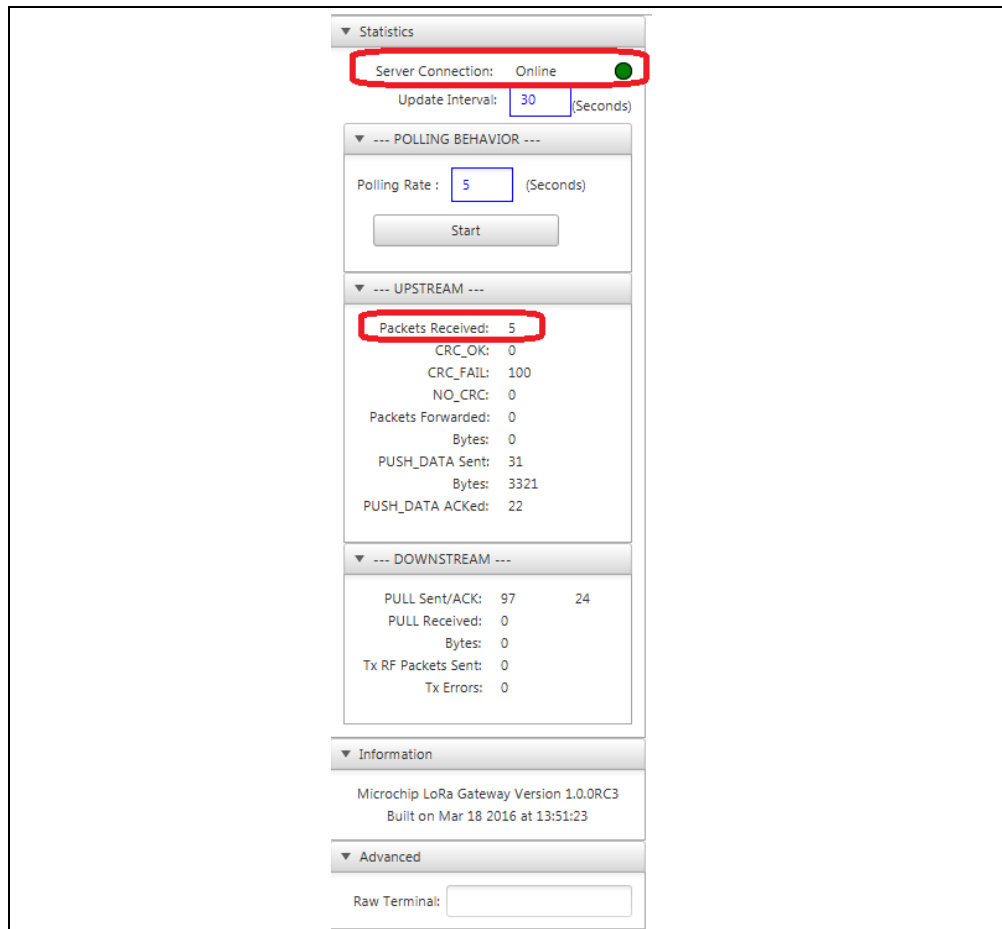 Statistics
Server Connection: Online
Update Interval: 30 (Seconds)
--- POLLING BEHAVIOR ---
Polling Rate : 5 (Seconds)
Start
--- UPSTREAM ---
Packets Received: 5
CRC_OK: 0
CRC_FAIL: 100
NO_CRC: 0
Packets Forwarded: 0
Bytes: 0
PUSH_DATA Sent: 31
Bytes: 3321
PUSH_DATA ACKed: 22
--- DOWNSTREAM ---
PULL Sent/ACK: 97 24
PULL Received: 0
Bytes: 0
Tx RF Packets Sent: 0
Tx Errors: 0
Information
Microchip LoRa Gateway Version 1.0.0RC3
Built on Mar 18 2016 at 13:51:23
Advanced
Raw Terminal: